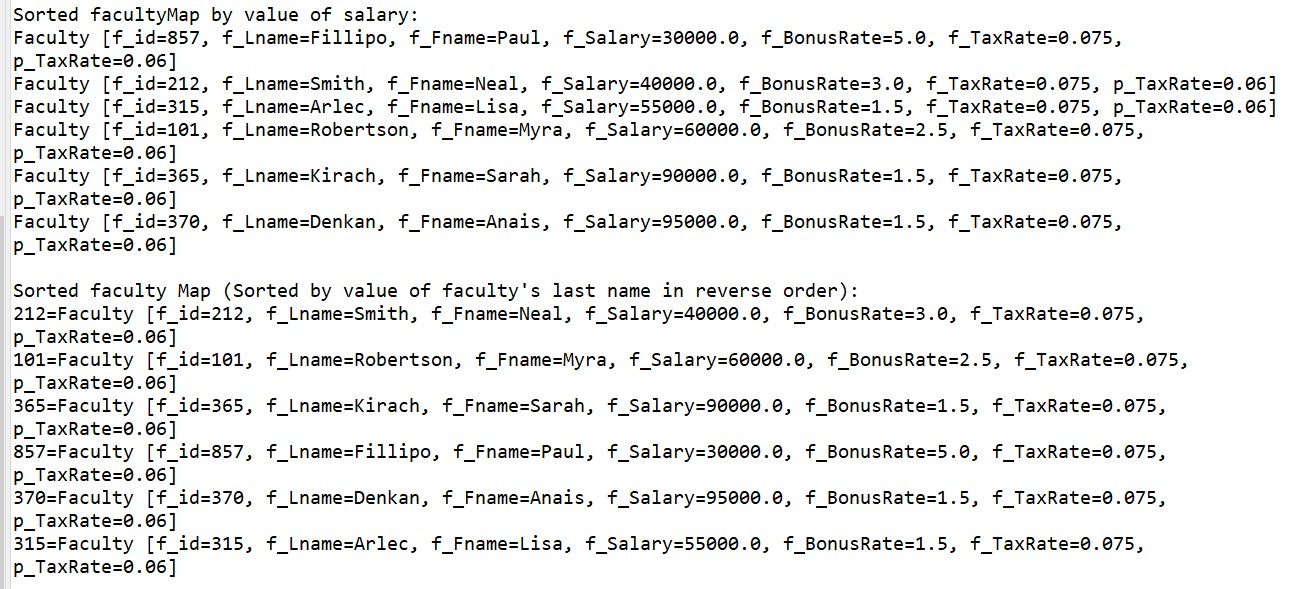 Sorted facultyMap by value of salary:
Faculty [f_id=857, f_Lname=Fillipo, f_Fname=Paul, f_Salary=30000.0, f_BonusRate=5.0, f_TaxRate=0.075,
p_TaxRate=0.06]
Faculty [f_id=212, f_Lname=Smith, f_Fname=Neal, f_Salary=40000.0, f_BonusRate=3.0, f_TaxRate=0.075, p_TaxRate=0.06]
Faculty [f_id=315, f_Lname=Arlec, f_Fname=Lisa, f_Salary=55000.0, f_BonusRate=1.5, f_TaxRate=0.075, p_TaxRate=0.06]
Faculty [f_id=101, f_Lname=Robertson, f_Fname=Myra, f_Salary=60000.0, f_BonusRate=2.5, f_TaxRate=0.075,
p_TaxRate=0.06]
Faculty [f_id=365, f_Lname=Kirach, f_Fname=Sarah, f_Salary=90000.0, f_BonusRate=1.5, f_TaxRate=0.075,
p_TaxRate=0.06]
Faculty [f_id=370, f_Lname=Denkan, f_Fname=Anais, f_Salary=95000.0, f_BonusRate=1.5, f_TaxRate=0.075,
p_TaxRate=0.06]

Sorted faculty Map (Sorted by value of faculty's last name in reverse order):
212=Faculty [f_id=212, f_Lname=Smith, f_Fname=Neal, f_Salary=40000.0, f_BonusRate=3.0, f_TaxRate=0.075,
p_TaxRate=0.06]
101=Faculty [f_id=101, f_Lname=Robertson, f_Fname=Myra, f_Salary=60000.0, f_BonusRate=2.5, f_TaxRate=0.075,
p_TaxRate=0.06]
365=Faculty [f_id=365, f_Lname=Kirach, f_Fname=Sarah, f_Salary=90000.0, f_BonusRate=1.5, f_TaxRate=0.075,
p_TaxRate=0.06]
857=Faculty [f_id=857, f_Lname=Fillipo, f_Fname=Paul, f_Salary=30000.0, f_BonusRate=5.0, f_TaxRate=0.075,
p_TaxRate=0.06]
370=Faculty [f_id=370, f_Lname=Denkan, f_Fname=Anais, f_Salary=95000.0, f_BonusRate=1.5, f_TaxRate=0.075,
p_TaxRate=0.06]
315=Faculty [f_id=315, f_Lname=Arlec, f_Fname=Lisa, f_Salary=55000.0, f_BonusRate=1.5, f_TaxRate=0.075,
p_TaxRate=0.06]